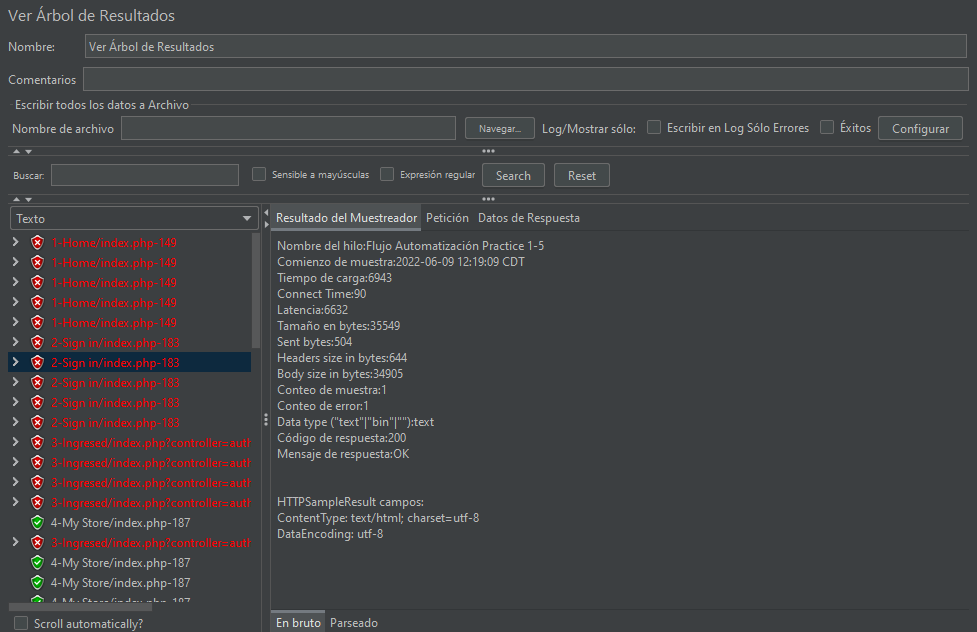 Ver Árbol de Resultados
Nombre: Ver Árbol de Resultados
Comentarios
Escribir todos los datos a Archivo
Nombre de archivo Navegar... Log/Mostrar sólo: Escribir en Log Sólo Errores Éxitos Configurar
Buscar: Sensible a mayúsculas Expresión regular Search Reset
Texto
1-Home/index.php-149
1-Home/index.php-149
1-Home/index.php-149
1-Home/index.php-149
1-Home/index.php-149
2-Sign in/index.php-183
2-Sign in/index.php-183
2-Sign in/index.php-183
2-Sign in/index.php-183
2-Sign in/index.php-183
3-Ingresed/index.php?controller=auth
3-Ingresed/index.php?controller=auth
3-Ingresed/index.php?controller=auth
3-Ingresed/index.php?controller=auth
4-My Store/index.php-187
3-Ingresed/index.php?controller=auth
4-My Store/index.php-187
4-My Store/index.php-187
4-My Store/index.php-187
Scroll automatically?
Resultado del Muestreador Petición Datos de Respuesta
Nombre del hilo:Flujo Automatización Practice 1-5
Comienzo de muestra:2022-06-09 12:19:09 CDT
Tiempo de carga:6943
Connect Time:90
Latencia:6632
Tamaño en bytes:35549
Sent bytes:504
Headers size in bytes:644
Body size in bytes:34905
Conteo de muestra:1
Conteo de error:1
Data type ("text"|"bin"|""):text
Código de respuesta:200
Mensaje de respuesta:OK
HTTPSampleResult campos:
ContentType: text/html; charset=utf-8
DataEncoding: utf-8
En bruto Parseado